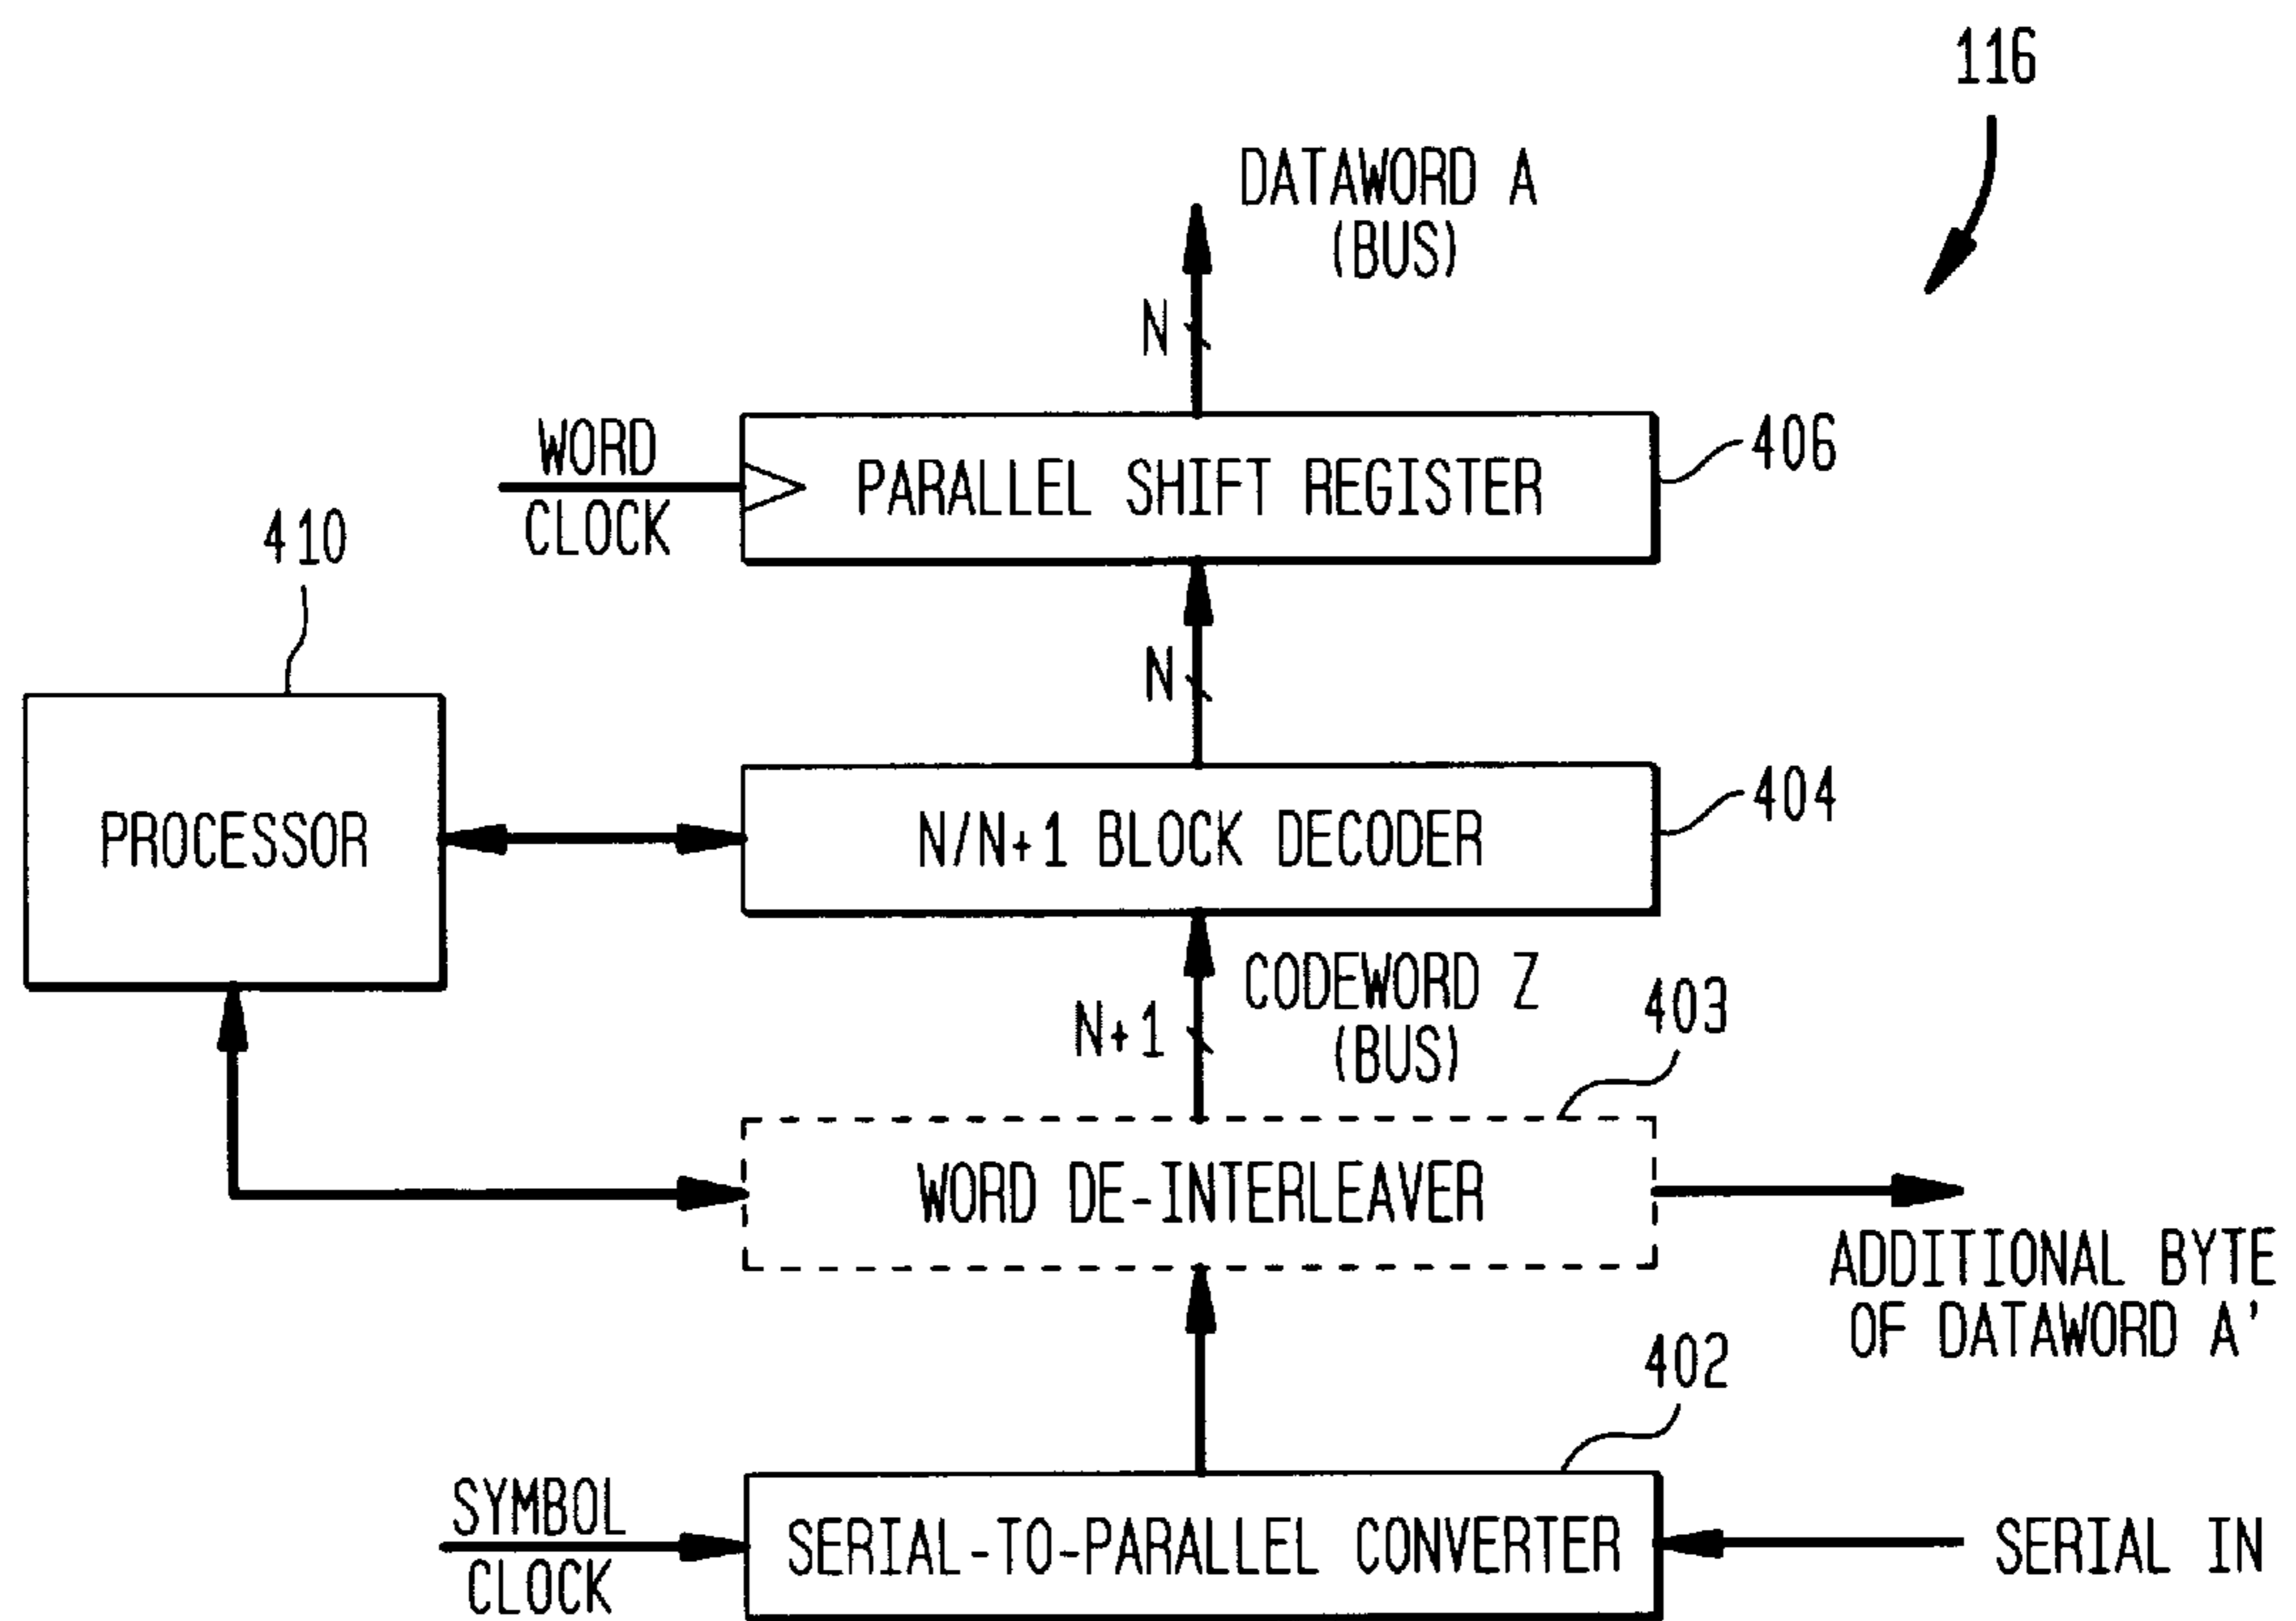 116
DATAWORD A
(BUS)
N
WORD
CLOCK
PARALLEL SHIFT REGISTER
406
410
N
PROCESSOR
N/N+1 BLOCK DECODER
404
CODEWORD Z
(BUS)
N+1
403
WORD DE-INTERLEAVER
ADDITIONAL BYTE
OF DATAWORD A'
402
SYMBOL
CLOCK
SERIAL-TO-PARALLEL CONVERTER
SERIAL IN